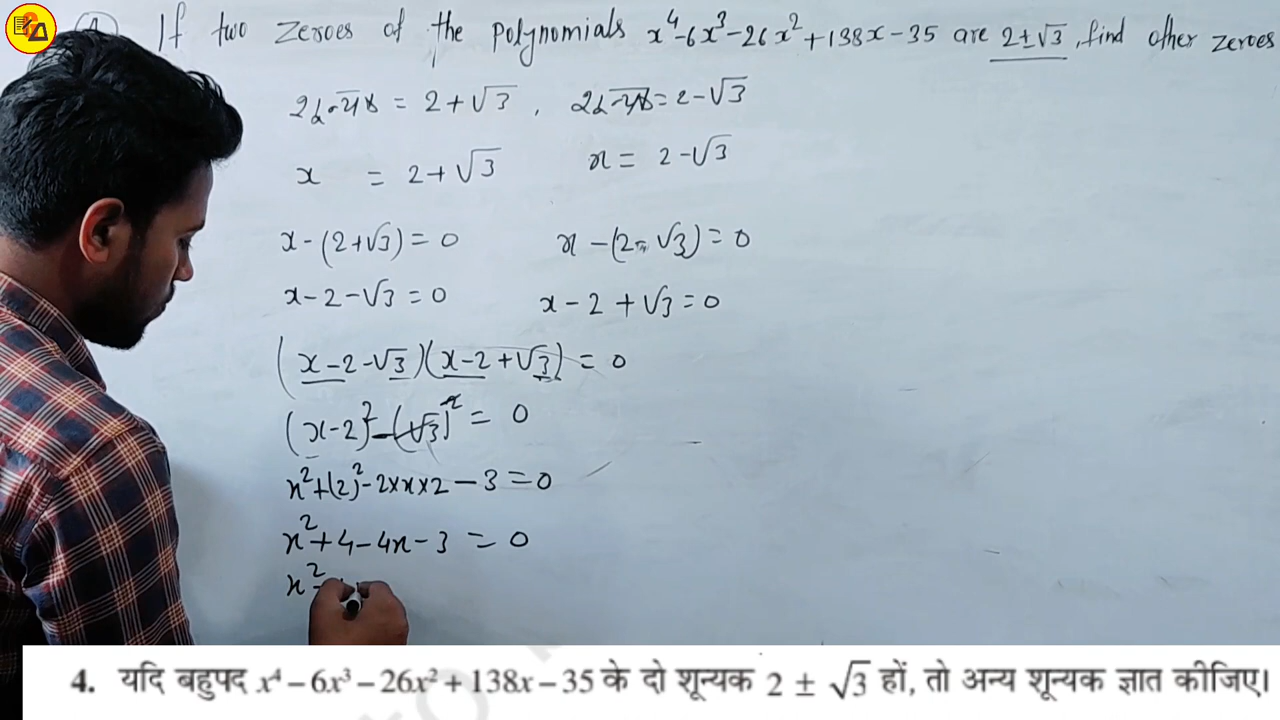 If two zeroes of the polynomials x⁴-6x³-26x²+138x-35 are 2±√3, find other zeroes
= 2+√3 , = 2-√3
x = 2+√3 x = 2-√3
x-(2+√3)=0 x-(2-√3)=0
x-2-√3=0 x-2+√3=0
(x-2-√3)(x-2+√3)=0
(x-2)²-(√3)²=0
x²+(2)²-2×x×2-3=0
x²+4-4x-3=0
x²
4. यदि बहुपद x⁴ – 6x³ – 26x² + 138x – 35 के दो शून्यक 2 ± √3 हों, तो अन्य शून्यक ज्ञात कीजिए।